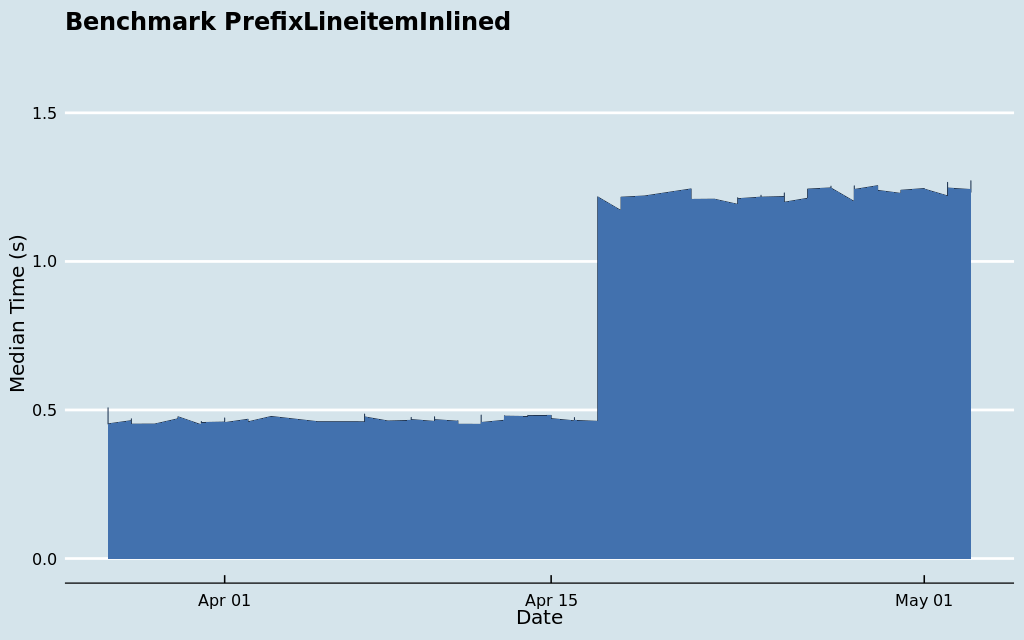 Benchmark PrefixLineitemInlined
Median Time (s)
1.5
1.0
0.5
0.0
Apr 01
Apr 15
May 01
Date